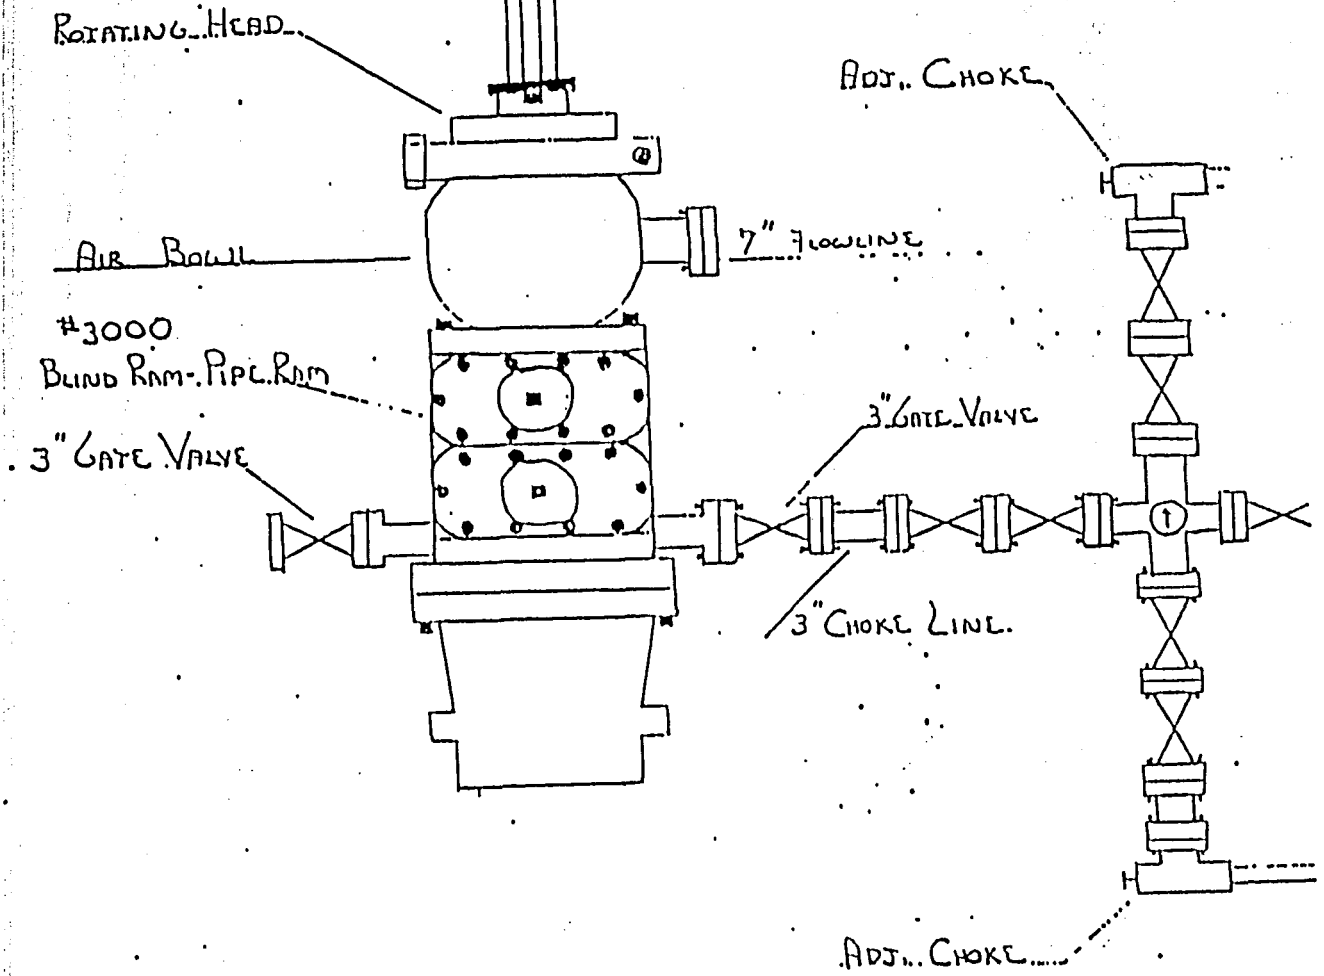 ROTATING HEAD
ADJ. CHOKE
AIR BOWL
7" FLOWLINE
#3000
BLIND RAM-PIPE RAM
3" GATE VALVE
3" GATE VALVE
3" CHOKE LINE.
ADJ. CHOKE